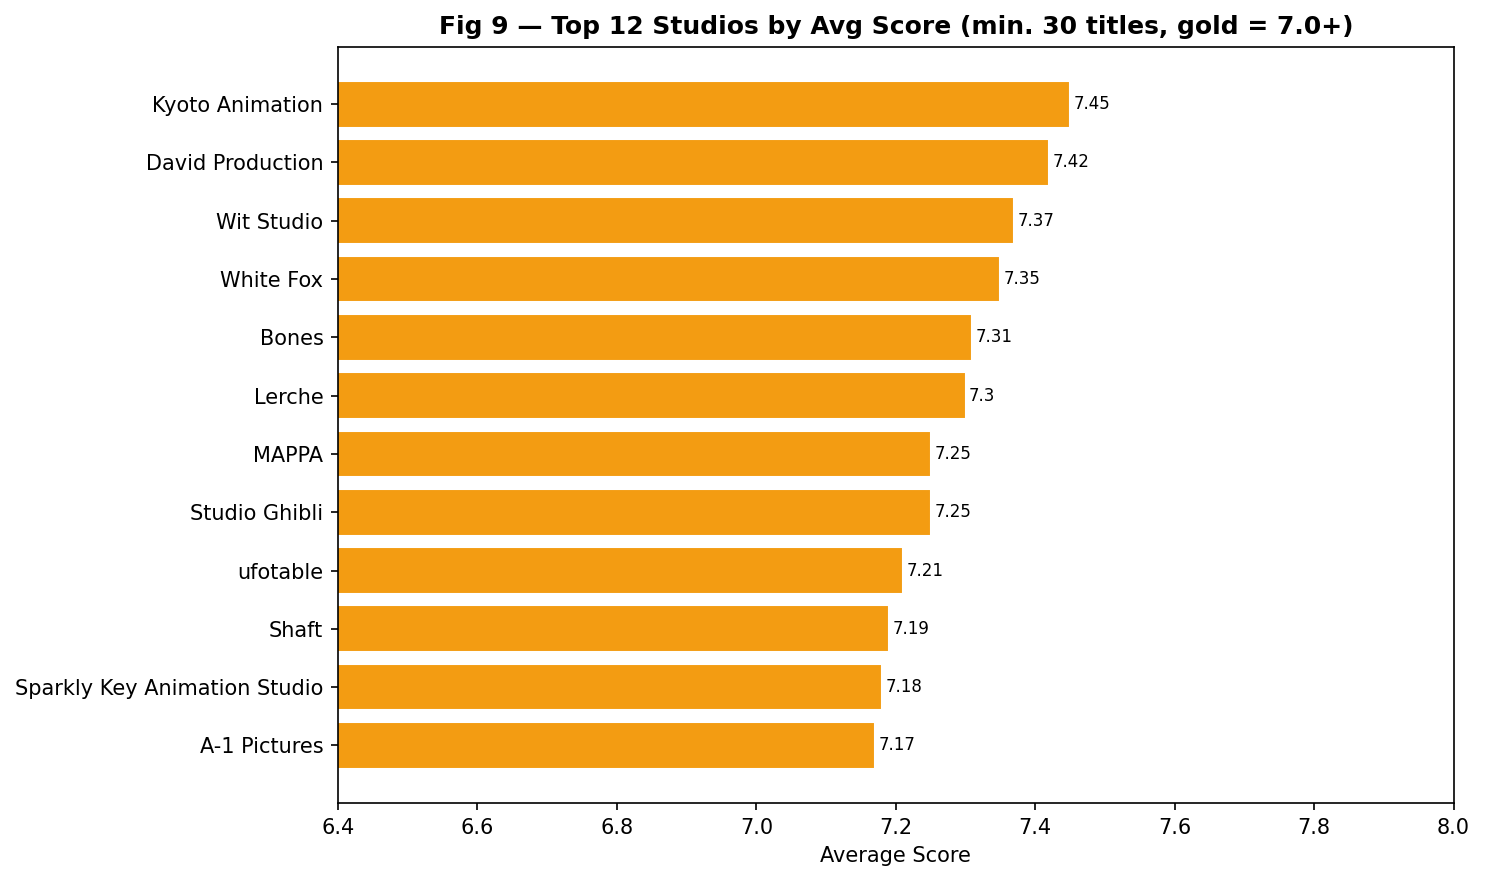 Fig 9 — Top 12 Studios by Avg Score (min. 30 titles, gold = 7.0+)
Kyoto Animation 7.45
David Production 7.42
Wit Studio 7.37
White Fox 7.35
Bones 7.31
Lerche 7.3
MAPPA 7.25
Studio Ghibli 7.25
ufotable 7.21
Shaft 7.19
Sparkly Key Animation Studio 7.18
A-1 Pictures 7.17
6.4 6.6 6.8 7.0 7.2 7.4 7.6 7.8 8.0
Average Score